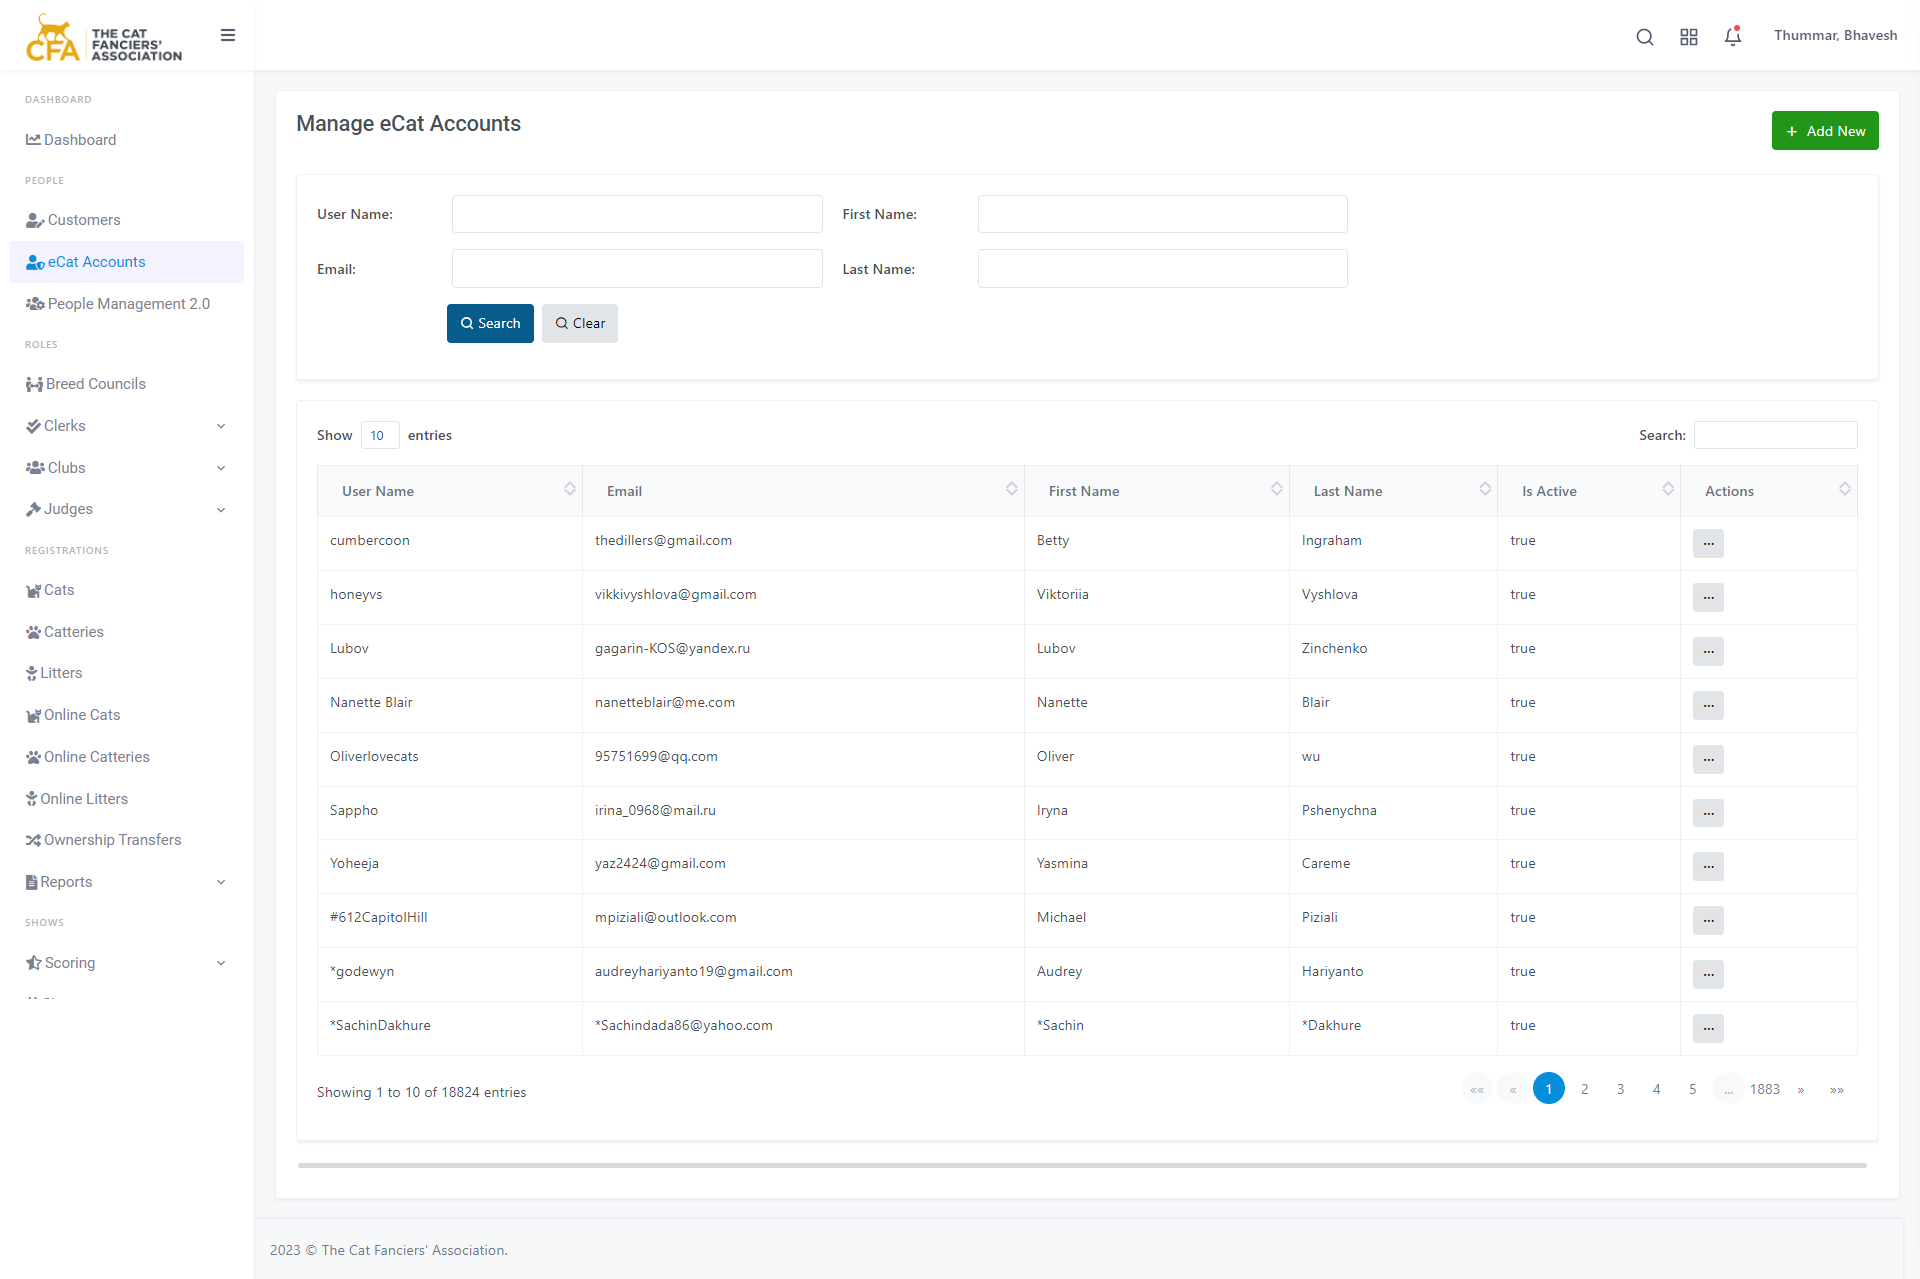 CFA
THE CAT
FANCIERS'
ASSOCIATION
Thummar, Bhavesh
DASHBOARD
Dashboard
PEOPLE
Customers
eCat Accounts
People Management 2.0
ROLES
Breed Councils
Clerks
Clubs
Judges
REGISTRATIONS
Cats
Catteries
Litters
Online Cats
Online Catteries
Online Litters
Ownership Transfers
Reports
SHOWS
Scoring
Manage eCat Accounts
+ Add New
User Name: First Name:
Email: Last Name:
Search Clear
Show 10 entries Search:
User Name Email First Name Last Name Is Active Actions
cumbercoon thedillers@gmail.com Betty Ingraham true ...
honeyvs vikkivyshlova@gmail.com Viktoriia Vyshlova true ...
Lubov gagarin-KOS@yandex.ru Lubov Zinchenko true ...
Nanette Blair nanetteblair@me.com Nanette Blair true ...
Oliverlovecats 95751699@qq.com Oliver wu true ...
Sappho irina_0968@mail.ru Iryna Pshenychna true ...
Yoheeja yaz2424@gmail.com Yasmina Careme true ...
#612CapitolHill mpiziali@outlook.com Michael Piziali true ...
*godewyn audreyhariyanto19@gmail.com Audrey Hariyanto true ...
*SachinDakhure *Sachindada86@yahoo.com *Sachin *Dakhure true ...
Showing 1 to 10 of 18824 entries «« « 1 2 3 4 5 ... 1883 » »»
2023 © The Cat Fanciers' Association.